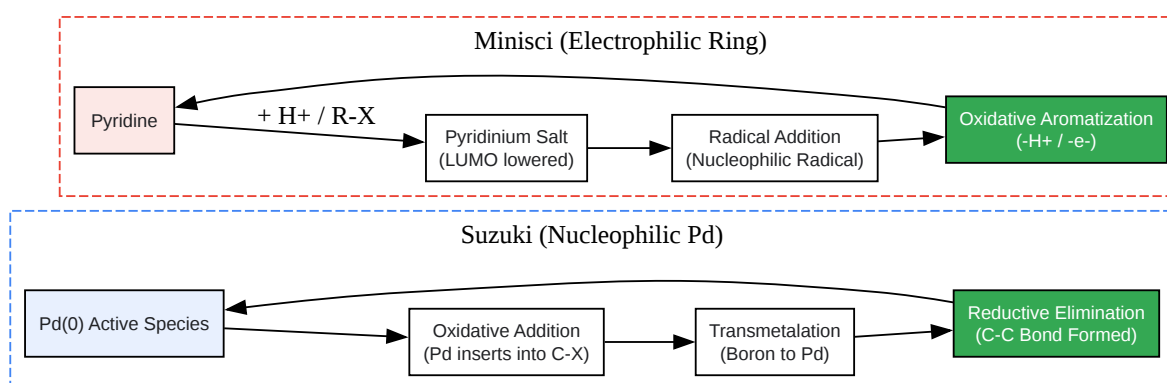 Minisci (Electrophilic Ring)
Pyridine
+ H+ / R-X
Pyridinium Salt
(LUMO lowered)
Radical Addition
(Nucleophilic Radical)
Oxidative Aromatization
(-H+ / -e-)
Suzuki (Nucleophilic Pd)
Pd(0) Active Species
Oxidative Addition
(Pd inserts into C-X)
Transmetalation
(Boron to Pd)
Reductive Elimination
(C-C Bond Formed)